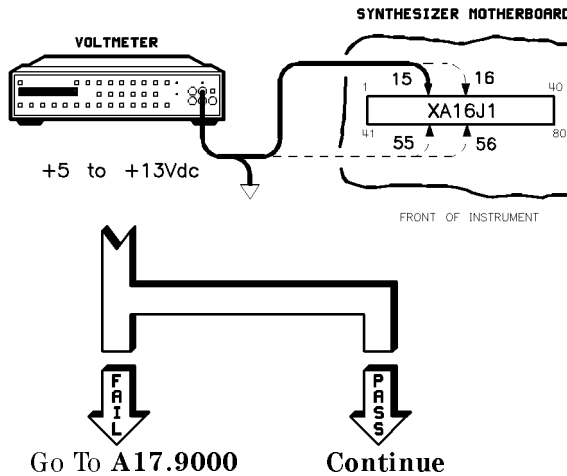 SYNTHESIZER MOTHERBOARD
VOLTMETER
15 16
1 40
XA16J1
41 80
55 56
+5 to +13Vdc
FRONT OF INSTRUMENT
FAIL
PASS
Go To A17.9000
Continue